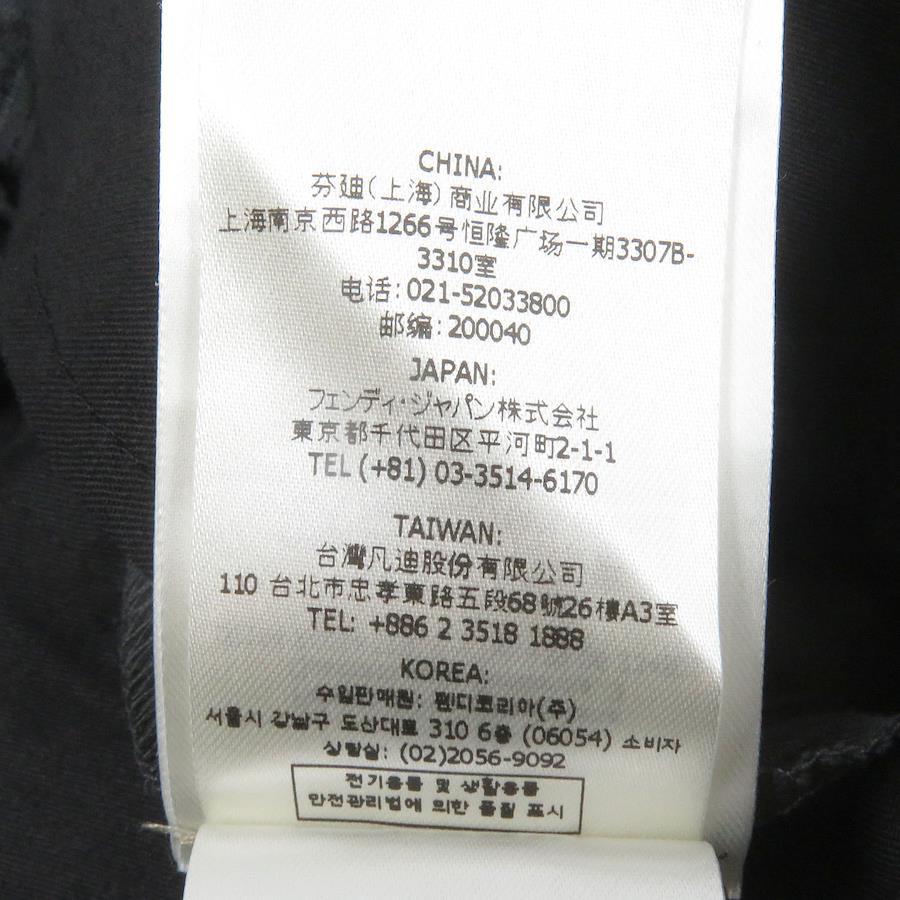 CHINA:
芬迪(上海)商业有限公司
上海南京西路1266号恒隆广场一期3307B-
3310室
电话: 021-52033800
邮编: 200040
JAPAN:
フェンディ・ジャパン株式会社
東京都千代田区平河町2-1-1
TEL (+81) 03-3514-6170
TAIWAN:
台灣凡迪股份有限公司
110 台北市忠孝東路五段68號26樓A3室
TEL: +886 2 3518 1888
KOREA:
수입판매원: 펜디코리아(주)
서울시 강남구 도산대로 310 6층 (06054) 소비자
상담실: (02)2056-9092
전기용품 및 생활용품
안전관리법에 의한 품질 표시